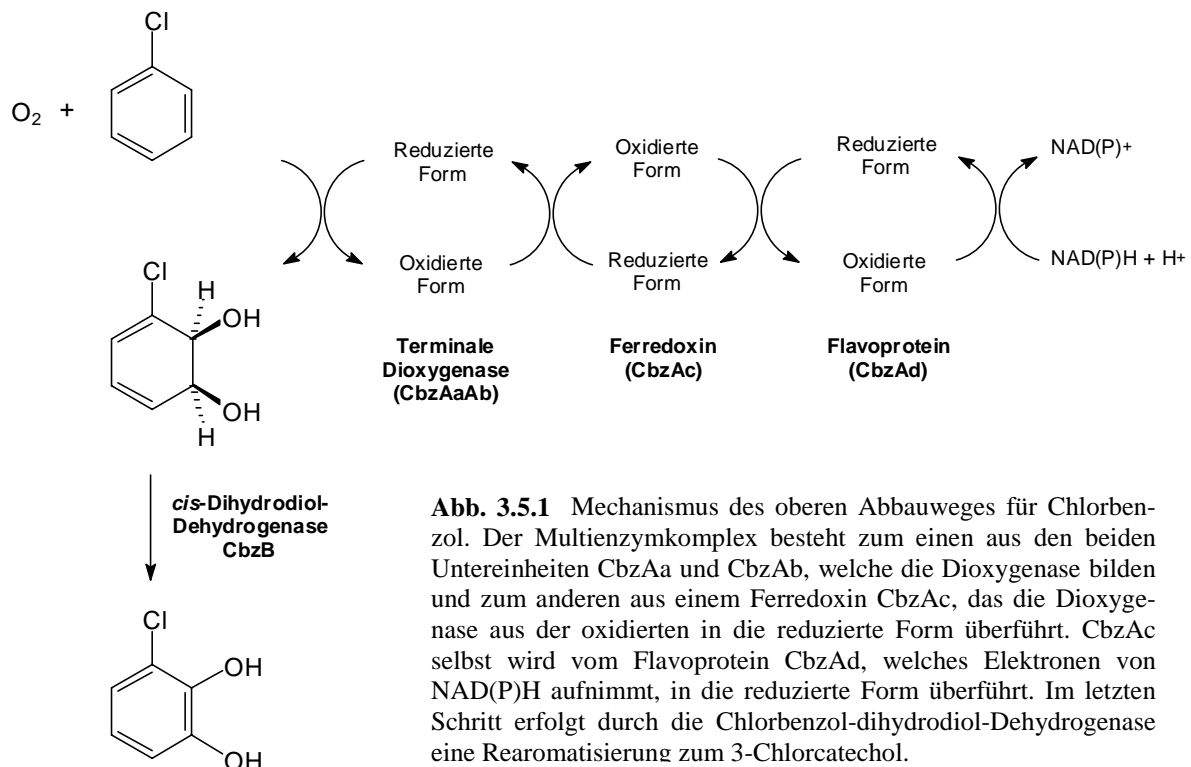 Cl
O2 +
Reduzierte
Form
Oxidierte
Form
Reduzierte
Form
NAD(P)+
Oxidierte
Form
Reduzierte
Form
Oxidierte
Form
NAD(P)H + H+
Cl
H
OH
OH
H
Terminale
Dioxygenase
(CbzAaAb)
Ferredoxin
(CbzAc)
Flavoprotein
(CbzAd)
cis-Dihydrodiol-
Dehydrogenase
CbzB
Cl
OH
OH
Abb. 3.5.1 Mechanismus des oberen Abbauweges für Chlorben-
zol. Der Multienzymkomplex besteht zum einen aus den beiden
Untereinheiten CbzAa und CbzAb, welche die Dioxygenase bilden
und zum anderen aus einem Ferredoxin CbzAc, das die Dioxyge-
nase aus der oxidierten in die reduzierte Form überführt. CbzAc
selbst wird vom Flavoprotein CbzAd, welches Elektronen von
NAD(P)H aufnimmt, in die reduzierte Form überführt. Im letzten
Schritt erfolgt durch die Chlorbenzol-dihydrodiol-Dehydrogenase
eine Rearomatisierung zum 3-Chlorcatechol.